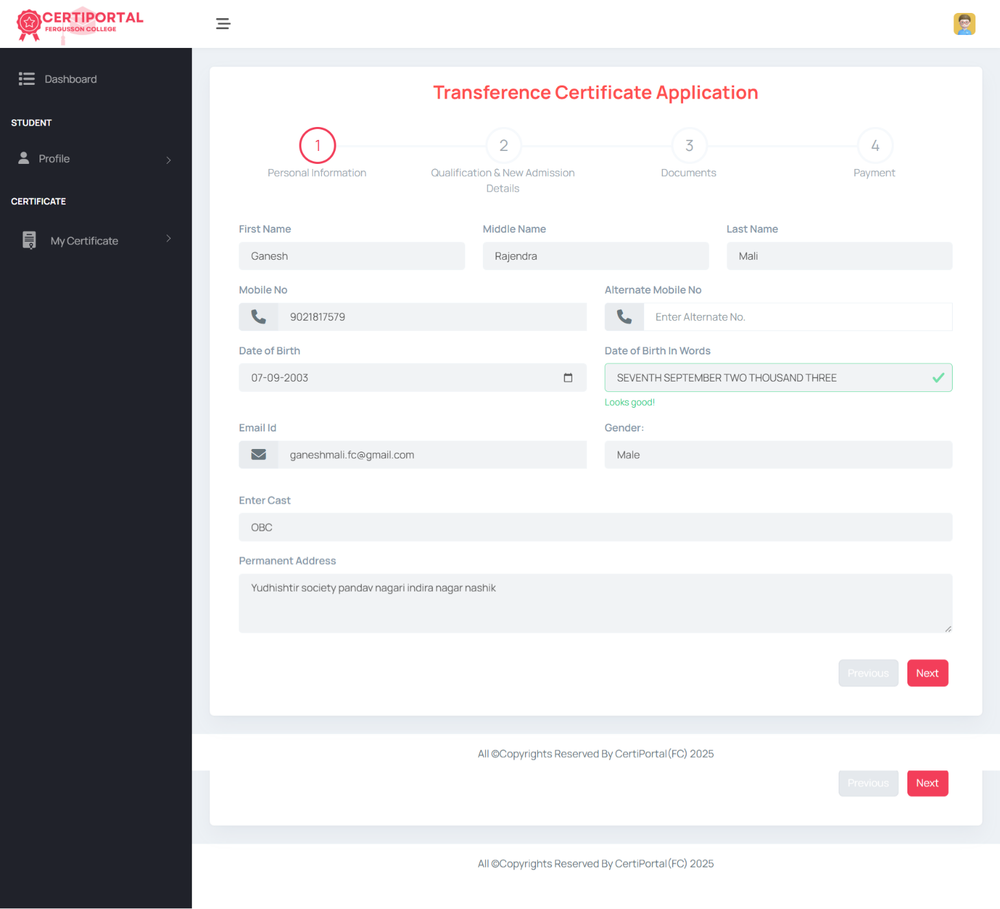 CERTIPORTAL
FERGUSSON COLLEGE
Dashboard
STUDENT
Profile
CERTIFICATE
My Certificate
Transference Certificate Application
1 2 3 4
Personal Information Qualification & New Admission Documents Payment
Details
First Name Middle Name Last Name
Ganesh Rajendra Mali
Mobile No Alternate Mobile No
9021817579 Enter Alternate No.
Date of Birth Date of Birth In Words
07-09-2003 SEVENTH SEPTEMBER TWO THOUSAND THREE
Looks good!
Email Id Gender:
ganeshmali.fc@gmail.com Male
Enter Cast
OBC
Permanent Address
Yudhishtir society pandav nagari indira nagar nashik
Previous Next
All ©Copyrights Reserved By CertiPortal(FC) 2025
Previous Next
All ©Copyrights Reserved By CertiPortal(FC) 2025